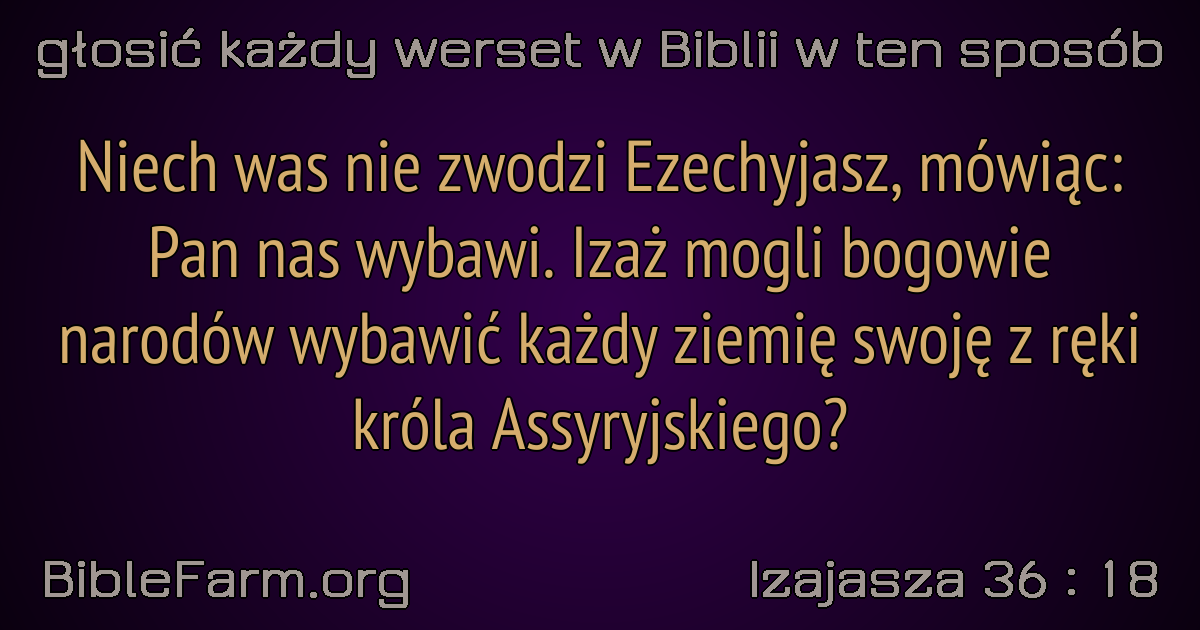 głosić każdy werset w Biblii w ten sposób
Niech was nie zwodzi Ezechyjasz, mówiąc:
Pan nas wybawi. Izaż mogli bogowie
narodów wybawić każdy ziemię swoję z ręki
króla Assyryjskiego?
BibleFarm.org
Izajasza 36 : 18